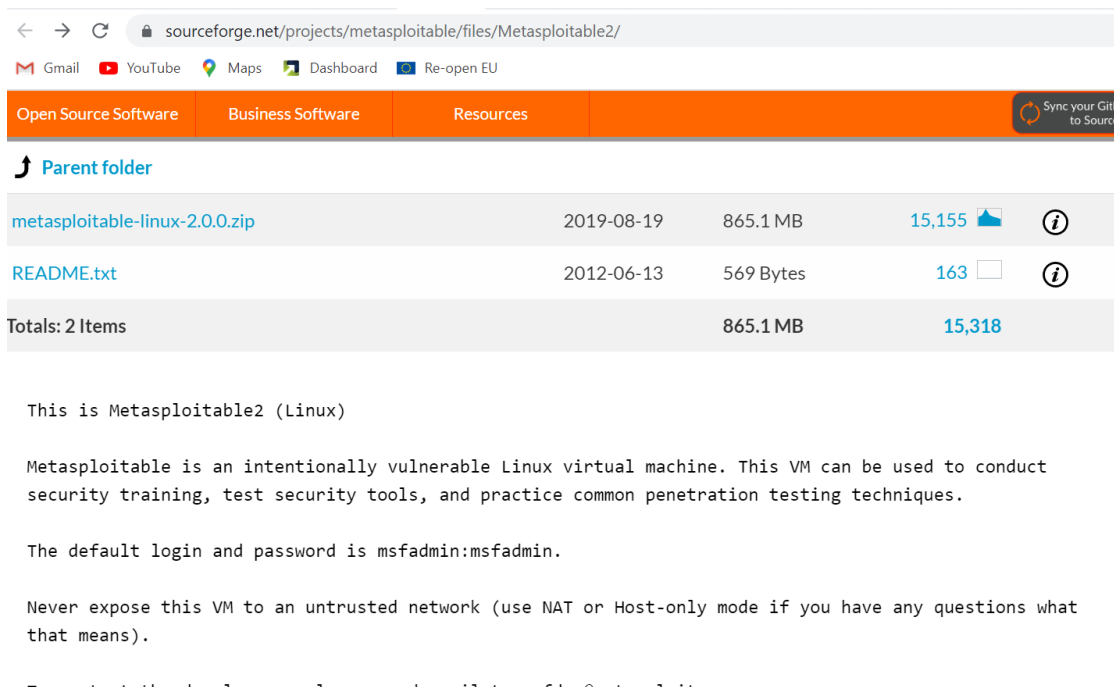 sourceforge.net/projects/metasploitable/files/Metasploitable2/
Gmail YouTube Maps Dashboard Re-open EU
Open Source Software Business Software Resources
Sync your
to
Parent folder
metasploitable-linux-2.0.0.zip 2019-08-19 865.1 MB 15,155
README.txt 2012-06-13 569 Bytes 163
Totals: 2 Items 865.1 MB 15,318
This is Metasploitable2 (Linux)
Metasploitable is an intentionally vulnerable Linux virtual machine. This VM can be used to conduct
security training, test security tools, and practice common penetration testing techniques.
The default login and password is msfadmin:msfadmin.
Never expose this VM to an untrusted network (use NAT or Host-only mode if you have any questions what
that means).